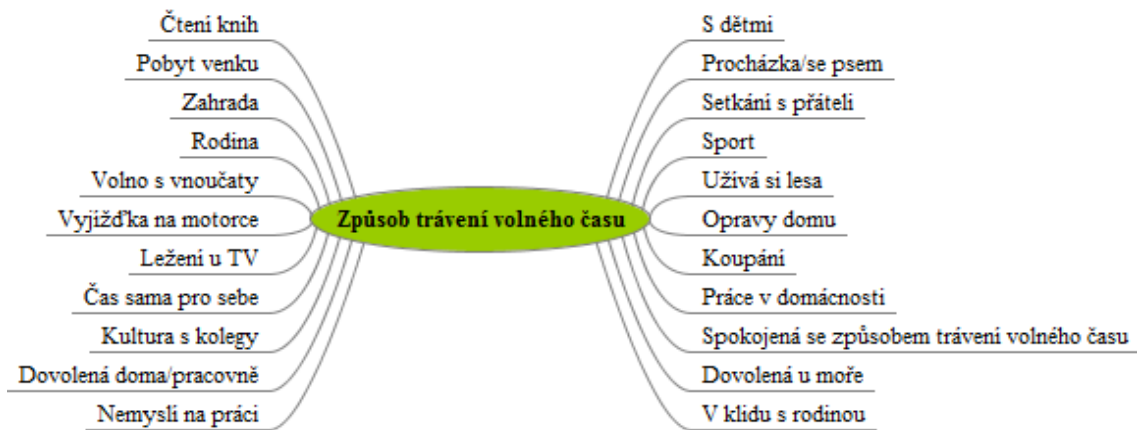 Čtení knih
Pobyt venku
Zahrada
Rodina
Volno s vnoučaty
Vyjižďka na motorce
Ležení u TV
Čas sama pro sebe
Kultura s kolegy
Dovolená doma/pracovně
Nemyslí na práci
Způsob trávení volného času
S dětmi
Procházka/se psem
Setkání s přáteli
Sport
Užívá si lesa
Opravy domu
Koupání
Práce v domácnosti
Spokojená se způsobem trávení volného času
Dovolená u moře
V klidu s rodinou